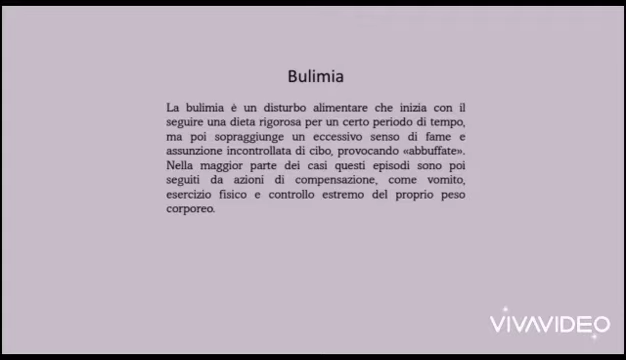 Bulimia
La bulimia è un disturbo alimentare che inizia con il
seguire una dieta rigorosa per un certo periodo di tempo,
ma poi sopraggiunge un eccessivo senso di fame e
assunzione incontrollata di cibo, provocando «abbuffate».
Nella maggior parte dei casi questi episodi sono poi
seguiti da azioni di compensazione, come vomito,
esercizio fisico e controllo estremo del proprio peso
corporeo.
VIVAVIDEO